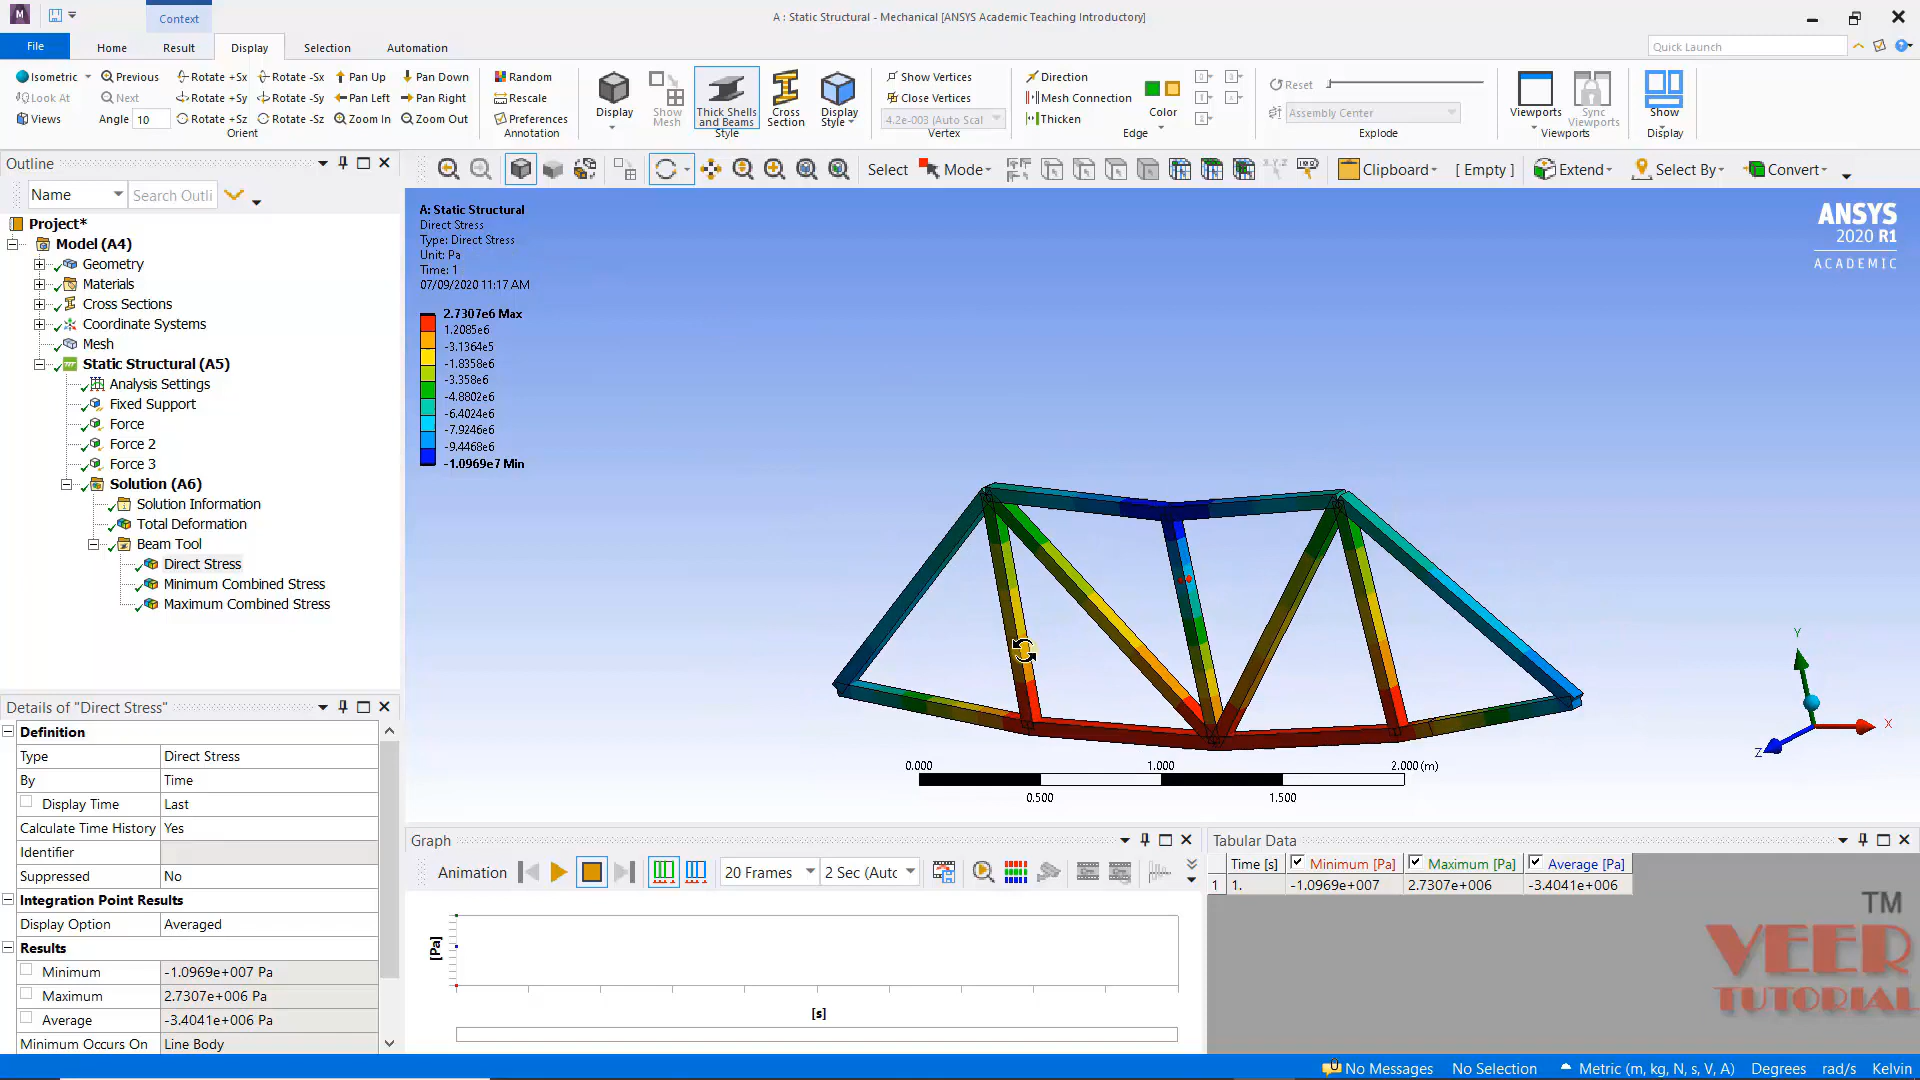 A : Static Structural - Mechanical [ANSYS Academic Teaching Introductory]
Context
File
Home
Result
Display
Selection
Automation
Quick Launch
Isometric
Previous
Rotate +Sx
Rotate -Sx
Pan Up
Pan Down
Look At
Next
Rotate +Sy
Rotate -Sy
Pan Left
Pan Right
Views
Angle 10
Rotate +Sz
Rotate -Sz
Zoom In
Zoom Out
Orient
Random
Rescale
Preferences
Annotation
Display
Show
Mesh
Thick Shells
and Beams
Cross
Section
Display
Style
Style
Show Vertices
Close Vertices
4.2e-003 (Auto Scal
Vertex
Direction
Mesh Connection
Thicken
Color
Edge
Reset
Assembly Center
Explode
Viewports
Sync
Viewports
Viewports
Show
Display
Outline
Select
Mode
Clipboard
[ Empty ]
Extend
Select By
Convert
Name
Search Outli
Project*
Model (A4)
Geometry
Materials
Cross Sections
Coordinate Systems
Mesh
Static Structural (A5)
Analysis Settings
Fixed Support
Force
Force 2
Force 3
Solution (A6)
Solution Information
Total Deformation
Beam Tool
Direct Stress
Minimum Combined Stress
Maximum Combined Stress
A: Static Structural
Direct Stress
Type: Direct Stress
Unit: Pa
Time: 1
07/09/2020 11:17 AM
2.7307e6 Max
1.2085e6
-3.1364e5
-1.8358e6
-3.358e6
-4.8802e6
-6.4024e6
-7.9246e6
-9.4468e6
-1.0969e7 Min
ANSYS
2020 R1
ACADEMIC
Y
X
Z
0.000
1.000
2.000 (m)
0.500
1.500
Details of "Direct Stress"
Definition
Type Direct Stress
By Time
Display Time Last
Calculate Time History Yes
Identifier
Suppressed No
Integration Point Results
Display Option Averaged
Results
Minimum -1.0969e+007 Pa
Maximum 2.7307e+006 Pa
Average -3.4041e+006 Pa
Minimum Occurs On Line Body
Graph
Animation
20 Frames
2 Sec (Autc
[Pa]
[s]
Tabular Data
Time [s] Minimum [Pa] Maximum [Pa] Average [Pa]
1 1. -1.0969e+007 2.7307e+006 -3.4041e+006
TM
VEER
TUTORIAL
No Messages
No Selection
Metric (m, kg, N, s, V, A)
Degrees
rad/s
Kelvin